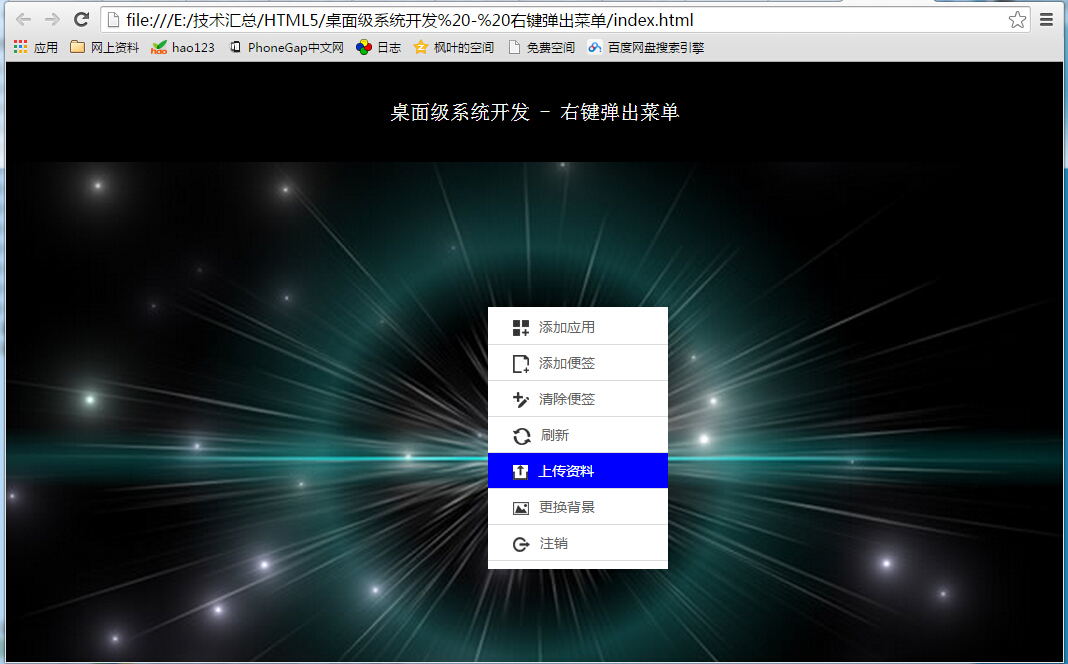 file:///E:/技术汇总/HTML5/桌面级系统开发%20-%20右键弹出菜单/index.html
应用 网上资料 hao123 PhoneGap中文网 日志 枫叶的空间 免费空间 百度网盘搜索引擎
桌面级系统开发 - 右键弹出菜单
添加应用
添加便签
清除便签
刷新
上传资料
更换背景
注销